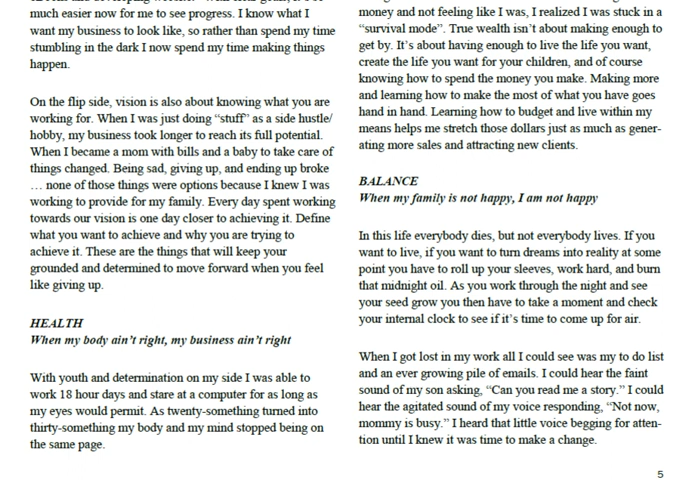 much easier now for me to see progress. I know what I
want my business to look like, so rather than spend my time
stumbling in the dark I now spend my time making things
happen.
On the flip side, vision is also about knowing what you are
working for. When I was just doing “stuff” as a side hustle/
hobby, my business took longer to reach its full potential.
When I became a mom with bills and a baby to take care of
things changed. Being sad, giving up, and ending up broke
… none of those things were options because I knew I was
working to provide for my family. Every day spent working
towards our vision is one day closer to achieving it. Define
what you want to achieve and why you are trying to
achieve it. These are the things that will keep your
grounded and determined to move forward when you feel
like giving up.
HEALTH
When my body ain’t right, my business ain’t right
With youth and determination on my side I was able to
work 18 hour days and stare at a computer for as long as
my eyes would permit. As twenty-something turned into
thirty-something my body and my mind stopped being on
the same page.
money and not feeling like I was, I realized I was stuck in a
“survival mode”. True wealth isn’t about making enough to
get by. It’s about having enough to live the life you want,
create the life you want for your children, and of course
knowing how to spend the money you make. Making more
and learning how to make the most of what you have goes
hand in hand. Learning how to budget and live within my
means helps me stretch those dollars just as much as gener-
ating more sales and attracting new clients.
BALANCE
When my family is not happy, I am not happy
In this life everybody dies, but not everybody lives. If you
want to live, if you want to turn dreams into reality at some
point you have to roll up your sleeves, work hard, and burn
that midnight oil. As you work through the night and see
your seed grow you then have to take a moment and check
your internal clock to see if it’s time to come up for air.
When I got lost in my work all I could see was my to do list
and an ever growing pile of emails. I could hear the faint
sound of my son asking, “Can you read me a story.” I could
hear the agitated sound of my voice responding, “Not now,
mommy is busy.” I heard that little voice begging for atten-
tion until I knew it was time to make a change.
5